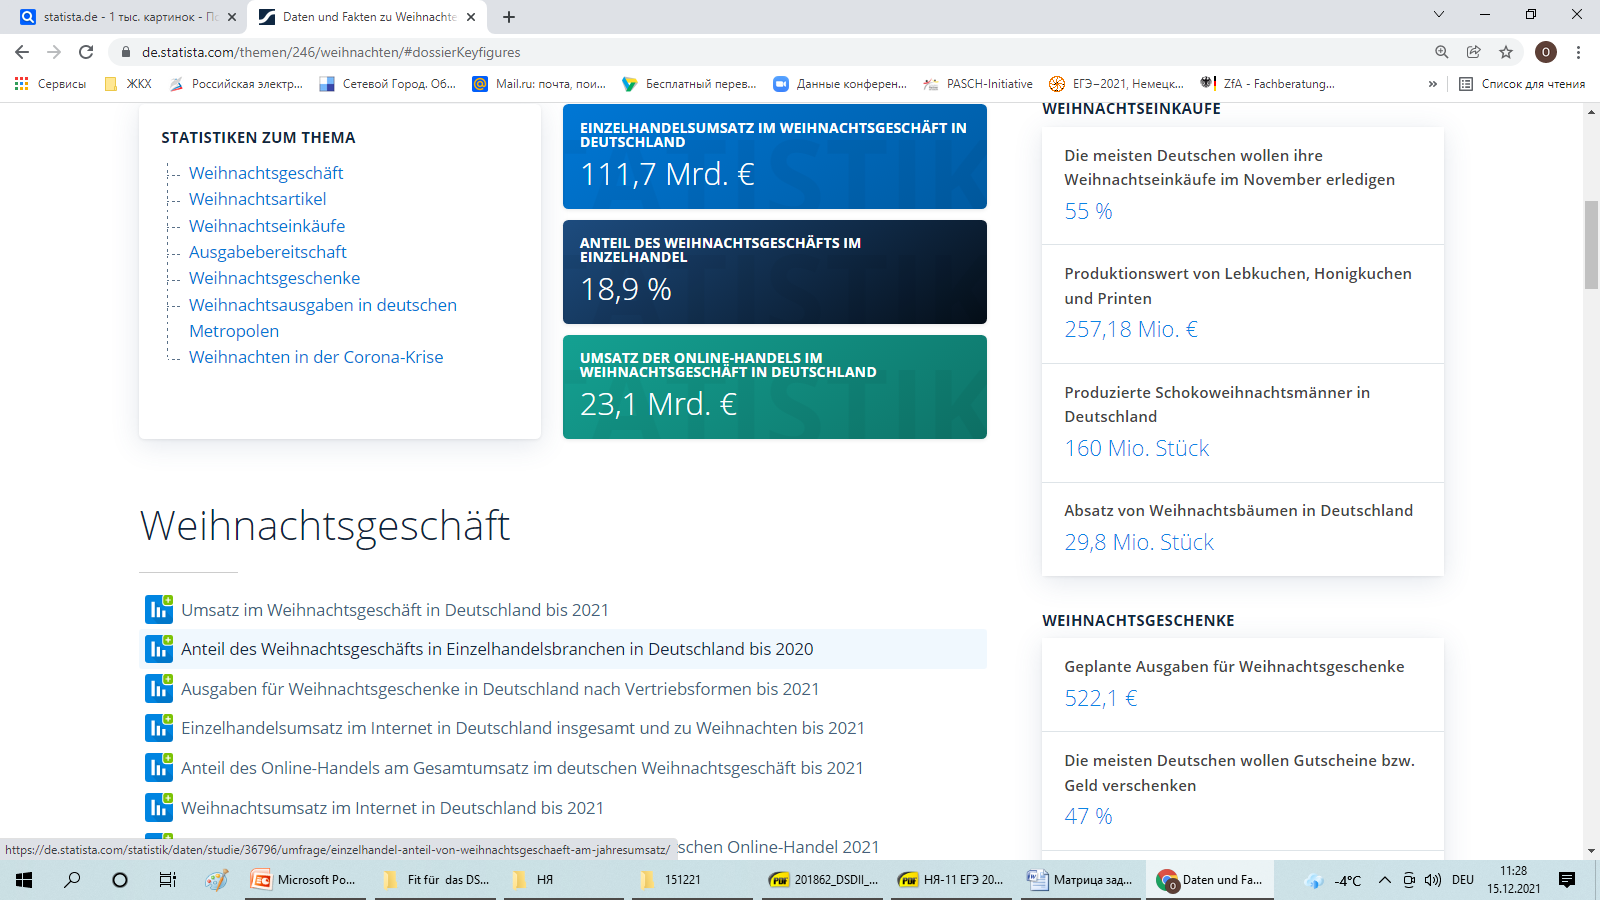 statista.de - 1 тыс. картинок - По
Daten und Fakten zu Weihnachte
de.statista.com/themen/246/weihnachten/#dossierKeyfigures
O
Сервисы
ЖКХ
Российская электр...
Сетевой Город. Об...
Mail.ru: почта, пои...
Бесплатный перев...
Данные конферен...
PASCH-Initiative
ЕГЭ−2021, Немецк...
ZfA - Fachberatung...
»
Список для чтения
STATISTIKEN ZUM THEMA
Weihnachtsgeschäft
Weihnachtsartikel
Weihnachtseinkäufe
Ausgabebereitschaft
Weihnachtsgeschenke
Weihnachtsausgaben in deutschen
Metropolen
Weihnachten in der Corona-Krise
EINZELHANDELSUMSATZ IM WEIHNACHTSGESCHÄFT IN
DEUTSCHLAND
111,7 Mrd. €
ANTEIL DES WEIHNACHTSGESCHÄFTS IM
EINZELHANDEL
18,9 %
UMSATZ DER ONLINE-HANDELS IM
WEIHNACHTSGESCHÄFT IN DEUTSCHLAND
23,1 Mrd. €
WEIHNACHTSEINKÄUFE
Die meisten Deutschen wollen ihre
Weihnachtseinkäufe im November erledigen
55 %
Produktionswert von Lebkuchen, Honigkuchen
und Printen
257,18 Mio. €
Produzierte Schokoweihnachtsmänner in
Deutschland
160 Mio. Stück
Absatz von Weihnachtsbäumen in Deutschland
29,8 Mio. Stück
WEIHNACHTSGESCHENKE
Geplante Ausgaben für Weihnachtsgeschenke
522,1 €
Die meisten Deutschen wollen Gutscheine bzw.
Geld verschenken
47 %
Weihnachtsgeschäft
Umsatz im Weihnachtsgeschäft in Deutschland bis 2021
Anteil des Weihnachtsgeschäfts in Einzelhandelsbranchen in Deutschland bis 2020
Ausgaben für Weihnachtsgeschenke in Deutschland nach Vertriebsformen bis 2021
Einzelhandelsumsatz im Internet in Deutschland insgesamt und zu Weihnachten bis 2021
Anteil des Online-Handels am Gesamtumsatz im deutschen Weihnachtsgeschäft bis 2021
Weihnachtsumsatz im Internet in Deutschland bis 2021
schen Online-Handel 2021
https://de.statista.com/statistik/daten/studie/36796/umfrage/einzelhandel-anteil-von-weihnachtsgeschaeft-am-jahresumsatz/
Microsoft Po...
Fit für das DS...
НЯ
151221
201862_DSDII_...
НЯ-11 ЕГЭ 20...
Матрица зад...
Daten und Fa...
-4°C
DEU
11:28
15.12.2021